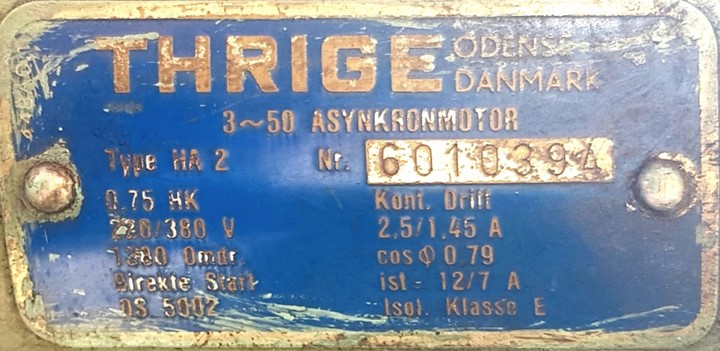 THRIGE ODENSE
DANMARK
3~50 ASYNKRONMOTOR
Type HA 2 Nr. 6010394
0.75 HK Kont. Drift
220/380 V 2,5/1,45 A
1380 Omdr. cosϕ 0.79
Direkte Start ist = 12/7 A
DS 5002 Isol. Klasse E